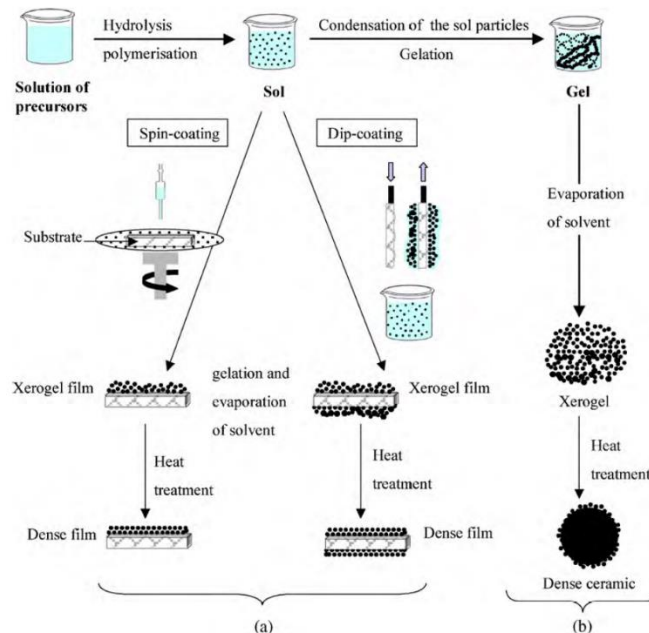 Hydrolysis
polymerisation
Condensation of the sol particles
Gelation
Solution of
precursors
Sol
Gel
Spin-coating
Dip-coating
Substrate
Evaporation
of solvent
Xerogel film
gelation and
evaporation
of solvent
Xerogel film
Xerogel
Heat
treatment
Heat
treatment
Heat
treatment
Dense film
Dense film
Dense ceramic
(a)
(b)